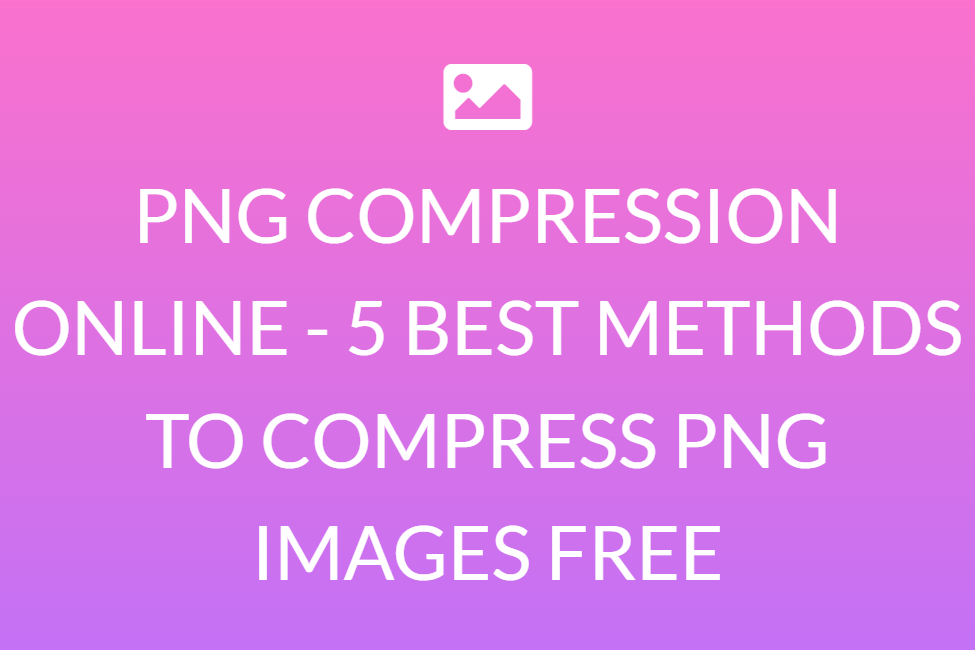 PNG COMPRESSION
ONLINE - 5 BEST METHODS
TO COMPRESS PNG
IMAGES FREE